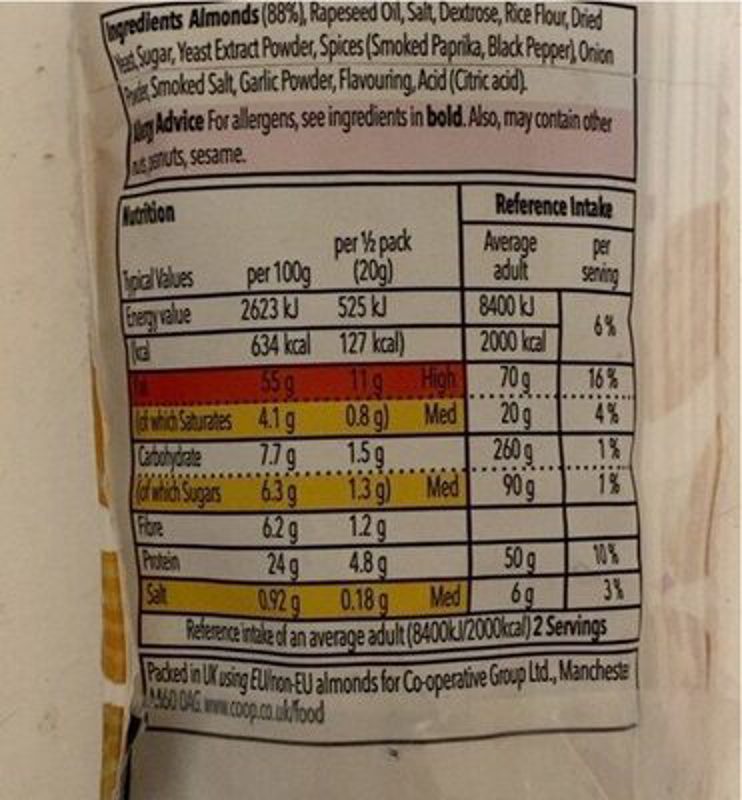 Ingredients Almonds (88%), Rapeseed Oil, Salt, Dextrose, Rice Flour, Dried
Yeast, Sugar, Yeast Extract Powder, Spices (Smoked Paprika, Black Pepper), Onion
Powder, Smoked Salt, Garlic Powder, Flavouring, Acid (Citric acid).
Allergy Advice For allergens, see ingredients in bold. Also, may contain other
nuts, peanuts, sesame.
Nutrition Reference Intake
Typical Values per 100g per ½ pack (20g) Average adult per serving
Energy value 2623 kJ 525 kJ 8400 kJ 6%
(kcal 634 kcal 127 kcal) 2000 kcal
Fat 55 g 11 g High 70 g 16%
(of which Saturates 4.1 g 0.8 g) Med 20 g 4%
Carbohydrate 7.7 g 1.5 g 260 g 1%
(of which Sugars 6.3 g 1.3 g) Med 90 g 1%
Fibre 6.2 g 1.2 g
Protein 24 g 4.8 g 50 g 10%
Salt 0.92 g 0.18 g Med 6 g 3%
Reference intake of an average adult (8400kJ/2000kcal) 2 Servings
Packed in UK using EU/non-EU almonds for Co-operative Group Ltd., Mancheste
M60 0AG. www.coop.co.uk/food